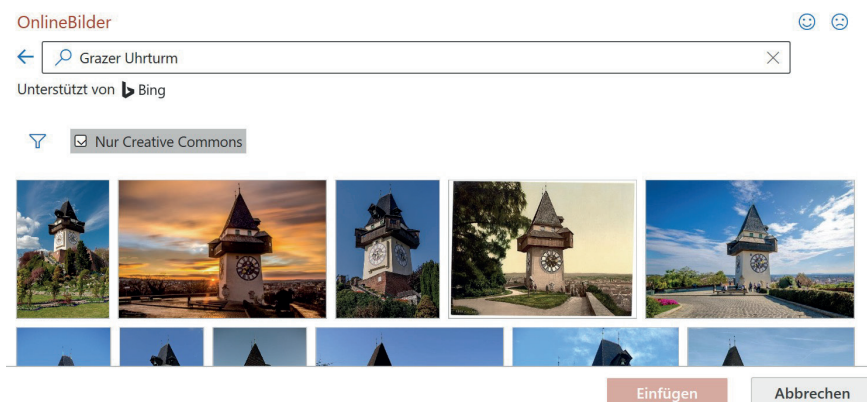 OnlineBilder
Grazer Uhrturm
Unterstützt von Bing
Nur Creative Commons
Einfügen Abbrechen